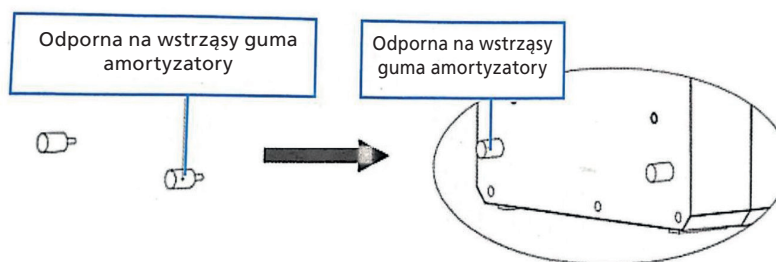 Odporna na wstrząsy guma
amortyzatory
Odporna na wstrząsy
guma amortyzatory